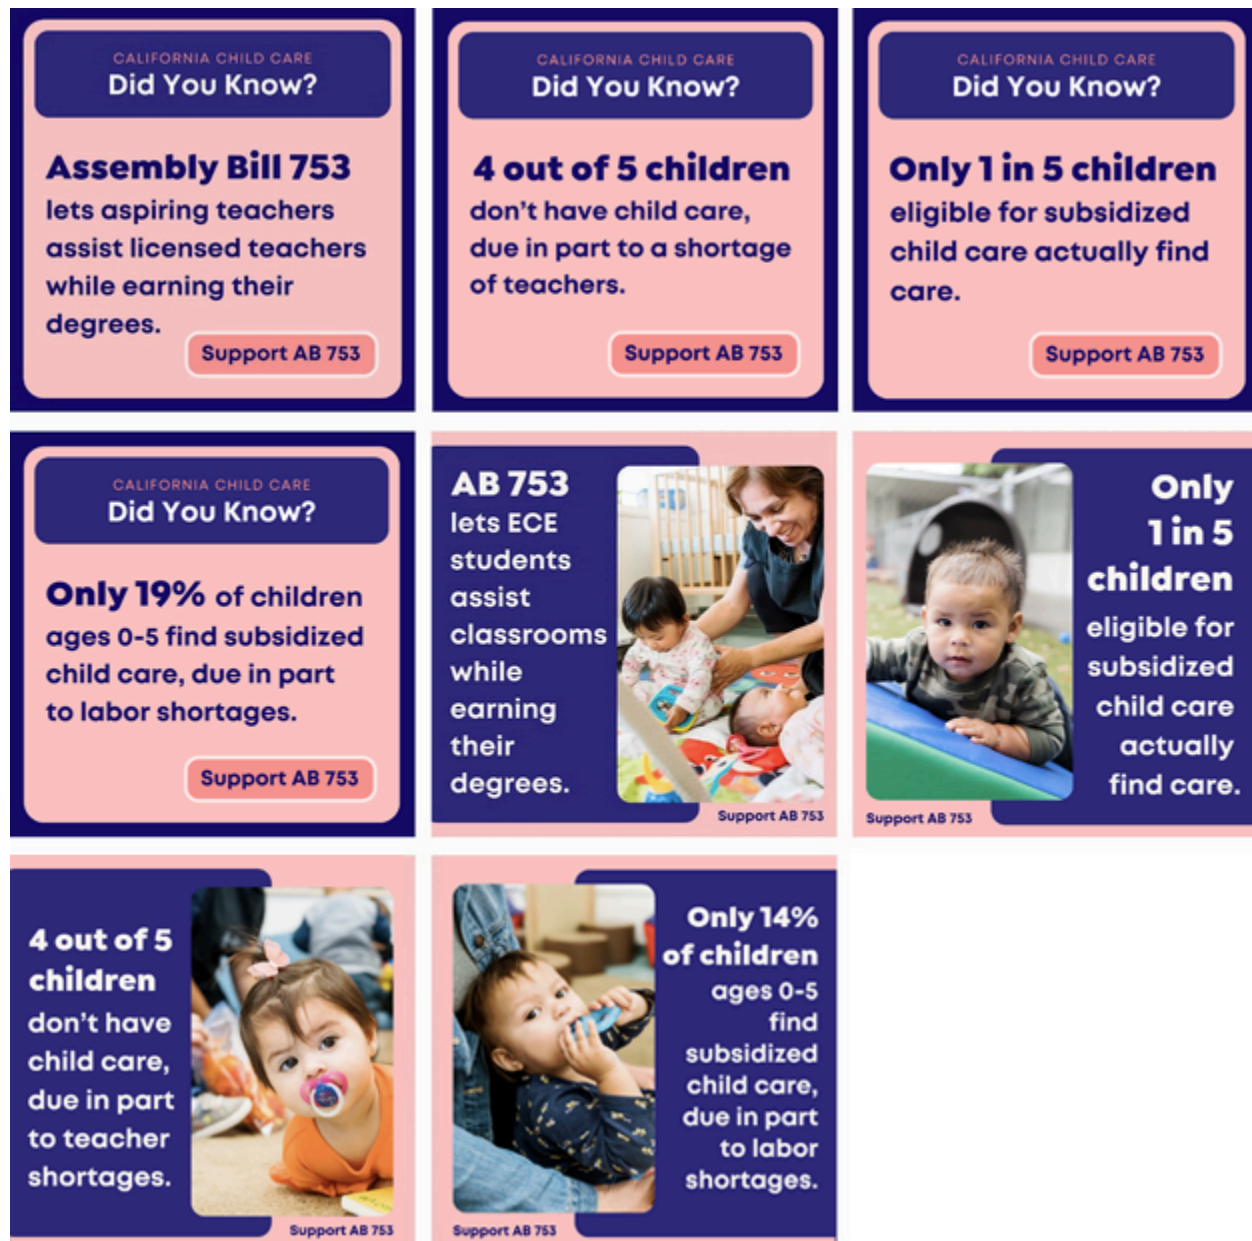 CALIFORNIA CHILD CARE
Did You Know?
Assembly Bill 753
lets aspiring teachers
assist licensed teachers
while earning their
degrees.
Support AB 753
CALIFORNIA CHILD CARE
Did You Know?
4 out of 5 children
don't have child care,
due in part to a shortage
of teachers.
Support AB 753
CALIFORNIA CHILD CARE
Did You Know?
Only 1 in 5 children
eligible for subsidized
child care actually find
care.
Support AB 753
CALIFORNIA CHILD CARE
Did You Know?
Only 19% of children
ages 0-5 find subsidized
child care, due in part
to labor shortages.
Support AB 753
AB 753
lets ECE
students
assist
classrooms
while
earning
their
degrees.
Support AB 753
Only
1 in 5
children
eligible for
subsidized
child care
actually
find care.
Support AB 753
4 out of 5
children
don't have
child care,
due in part
to teacher
shortages.
Support AB 753
Only 14%
of children
ages 0-5
find
subsidized
child care,
due in part
to labor
shortages.
Support AB 753